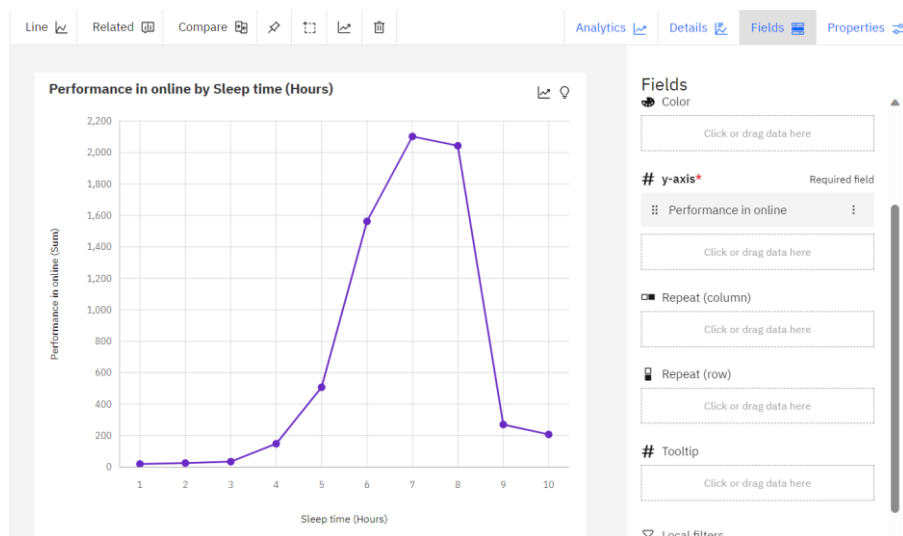 Line Related Compare Analytics Details Fields Properties
Performance in online by Sleep time (Hours)
Performance in online (Sum)
2,200
2,000
1,800
1,600
1,400
1,200
1,000
800
600
400
200
0
1 2 3 4 5 6 7 8 9 10
Sleep time (Hours)
Fields
Color
Click or drag data here
# y-axis* Required field
Performance in online
Click or drag data here
Repeat (column)
Click or drag data here
Repeat (row)
Click or drag data here
# Tooltip
Click or drag data here
Local filters